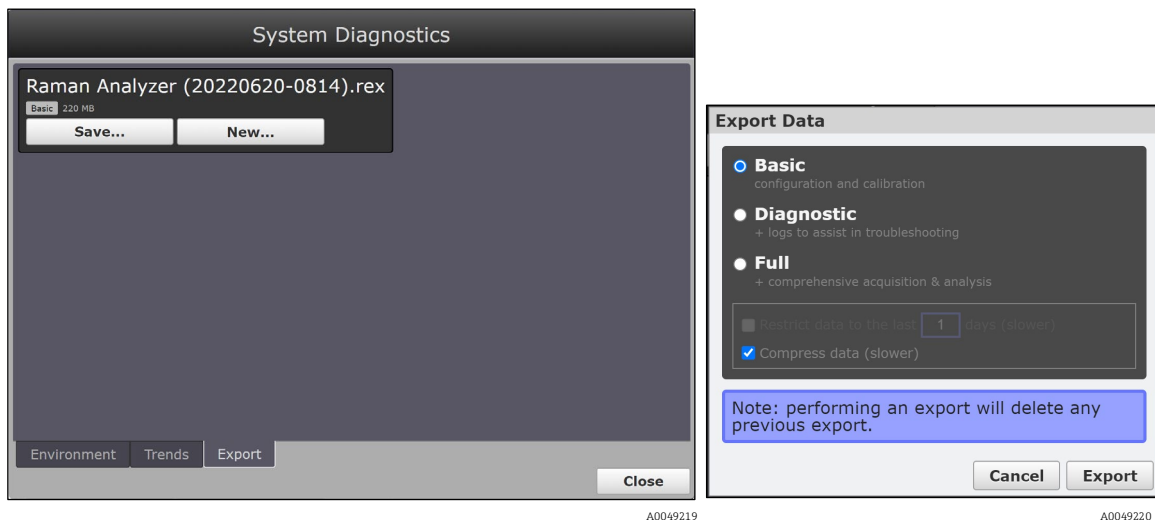 System Diagnostics
Raman Analyzer (20220620-0814).rex
Basic 220 MB
Save... New...
Environment Trends Export
Close
A0049219
Export Data
Basic
configuration and calibration
Diagnostic
+ logs to assist in troubleshooting
Full
+ comprehensive acquisition & analysis
Restrict data to the last 1 days (slower)
Compress data (slower)
Note: performing an export will delete any
previous export.
Cancel Export
A0049220